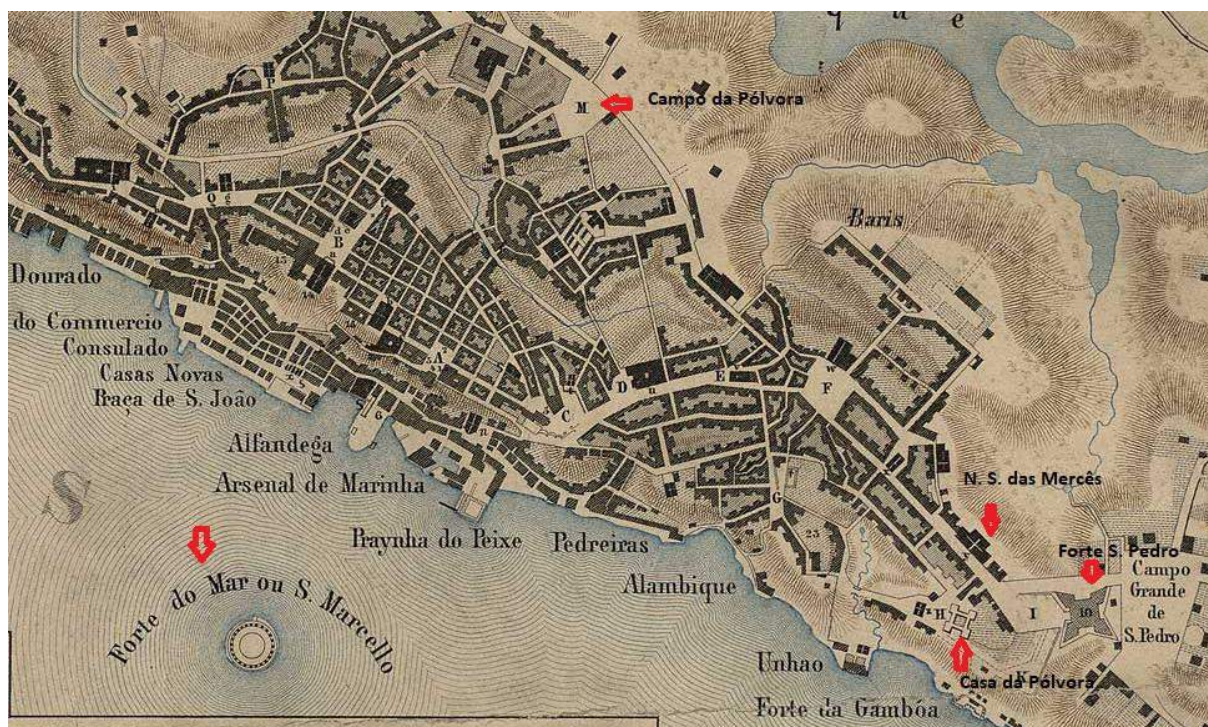 q u e
Campo da Pólvora
M
P
Q
B
Baris
Dourado
do Commercio
Consulado
Casas Novas
Praça de S. João
Alfandega
Arsenal de Marinha
Praynha do Peixe
Pedreiras
Alambique
A
C
D
u
E
w
F
G
23
n
S
N. S. das Mercês
Forte S. Pedro
Campo
Grande
de
S. Pedro
10
I
H
K
Forte do Mar ou S. Marcello
Unhao
Casa da Pólvora
Forte da Gambôa